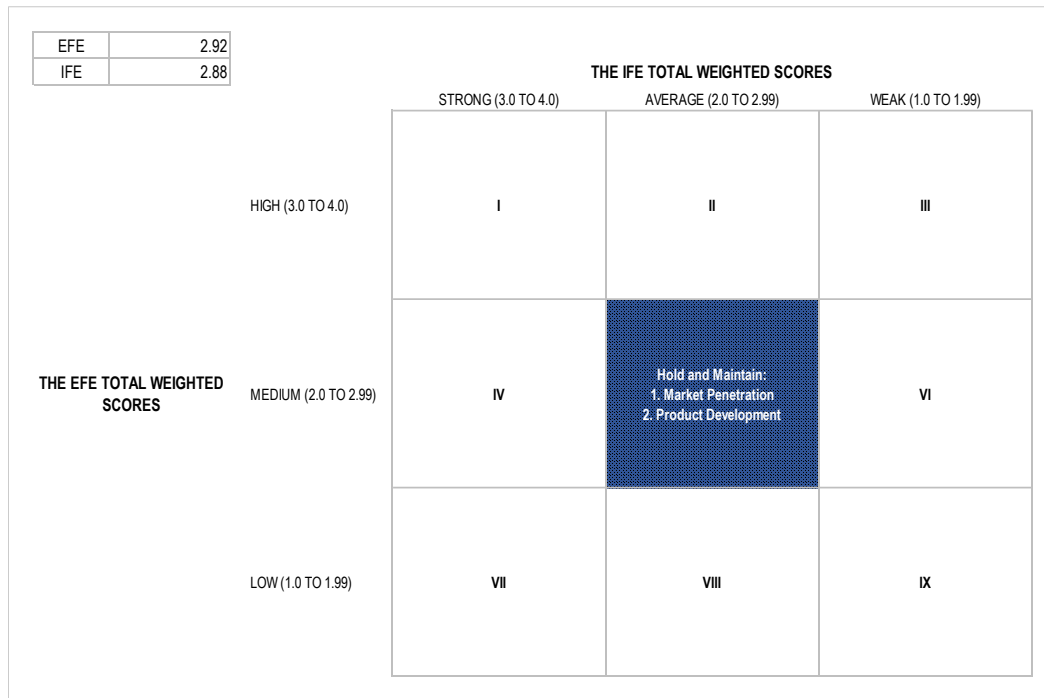 EFE 2.92
IFE 2.88
THE IFE TOTAL WEIGHTED SCORES
STRONG (3.0 TO 4.0) AVERAGE (2.0 TO 2.99) WEAK (1.0 TO 1.99)
HIGH (3.0 TO 4.0) I II III
THE EFE TOTAL WEIGHTED
SCORES
MEDIUM (2.0 TO 2.99) IV
Hold and Maintain:
1. Market Penetration
2. Product Development
VI
LOW (1.0 TO 1.99) VII VIII IX